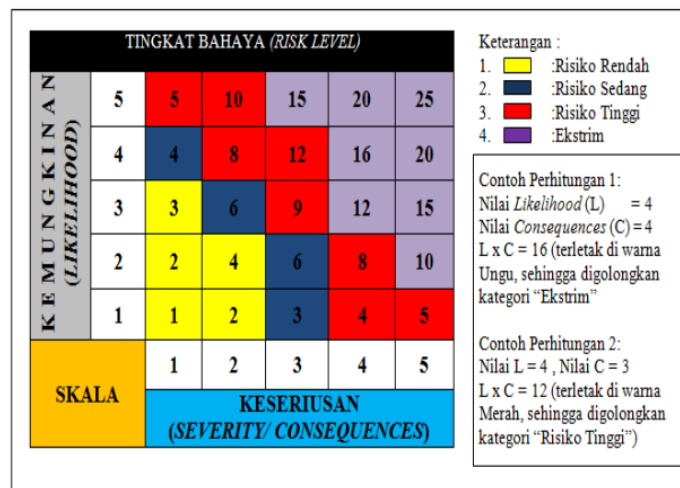 TINGKAT BAHAYA (RISK LEVEL)
KEMUNGKINAN
(LIKELIHOOD)
5 5 10 15 20 25
4 4 8 12 16 20
3 3 6 9 12 15
2 2 4 6 8 10
1 1 2 3 4 5
SKALA
1 2 3 4 5
KESERIUSAN
(SEVERITY/ CONSEQUENCES)
Keterangan :
1. :Risiko Rendah
2. :Risiko Sedang
3. :Risiko Tinggi
4. :Ekstrim
Contoh Perhitungan 1:
Nilai Likelihood (L) = 4
Nilai Consequences (C) = 4
L x C = 16 (terletak di warna
Ungu, sehingga digolongkan
kategori “Ekstrim”
Contoh Perhitungan 2:
Nilai L = 4 , Nilai C = 3
L x C = 12 (terletak di warna
Merah, sehingga digolongkan
kategori “Risiko Tinggi”)